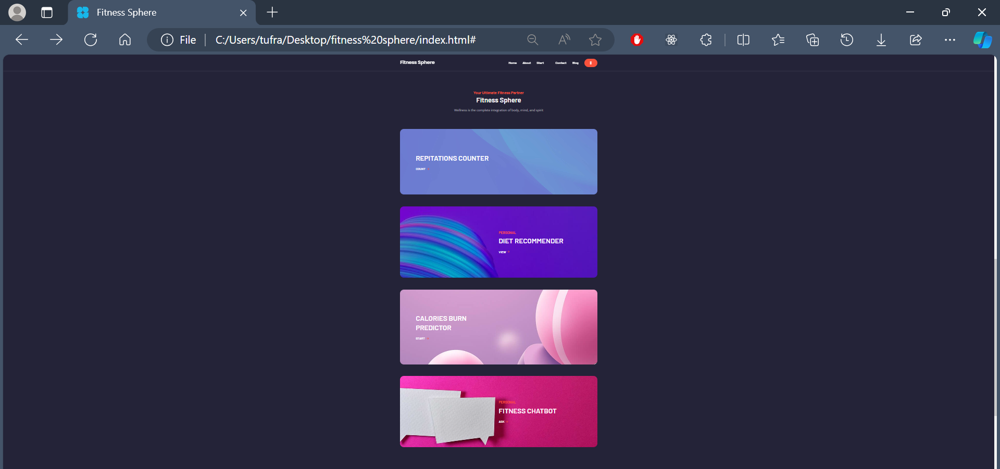 Fitness Sphere
File C:/Users/tufra/Desktop/fitness%20sphere/index.html#
Fitness Sphere Home About Start Contact Blog
Your Ultimate Fitness Partner
Fitness Sphere
Wellness is the complete integration of body, mind, and spirit
REPITATIONS COUNTER
COUNT
PERSONAL
DIET RECOMMENDER
VIEW
CALORIES BURN
PREDICTOR
START
PERSONAL
FITNESS CHATBOT
ASK